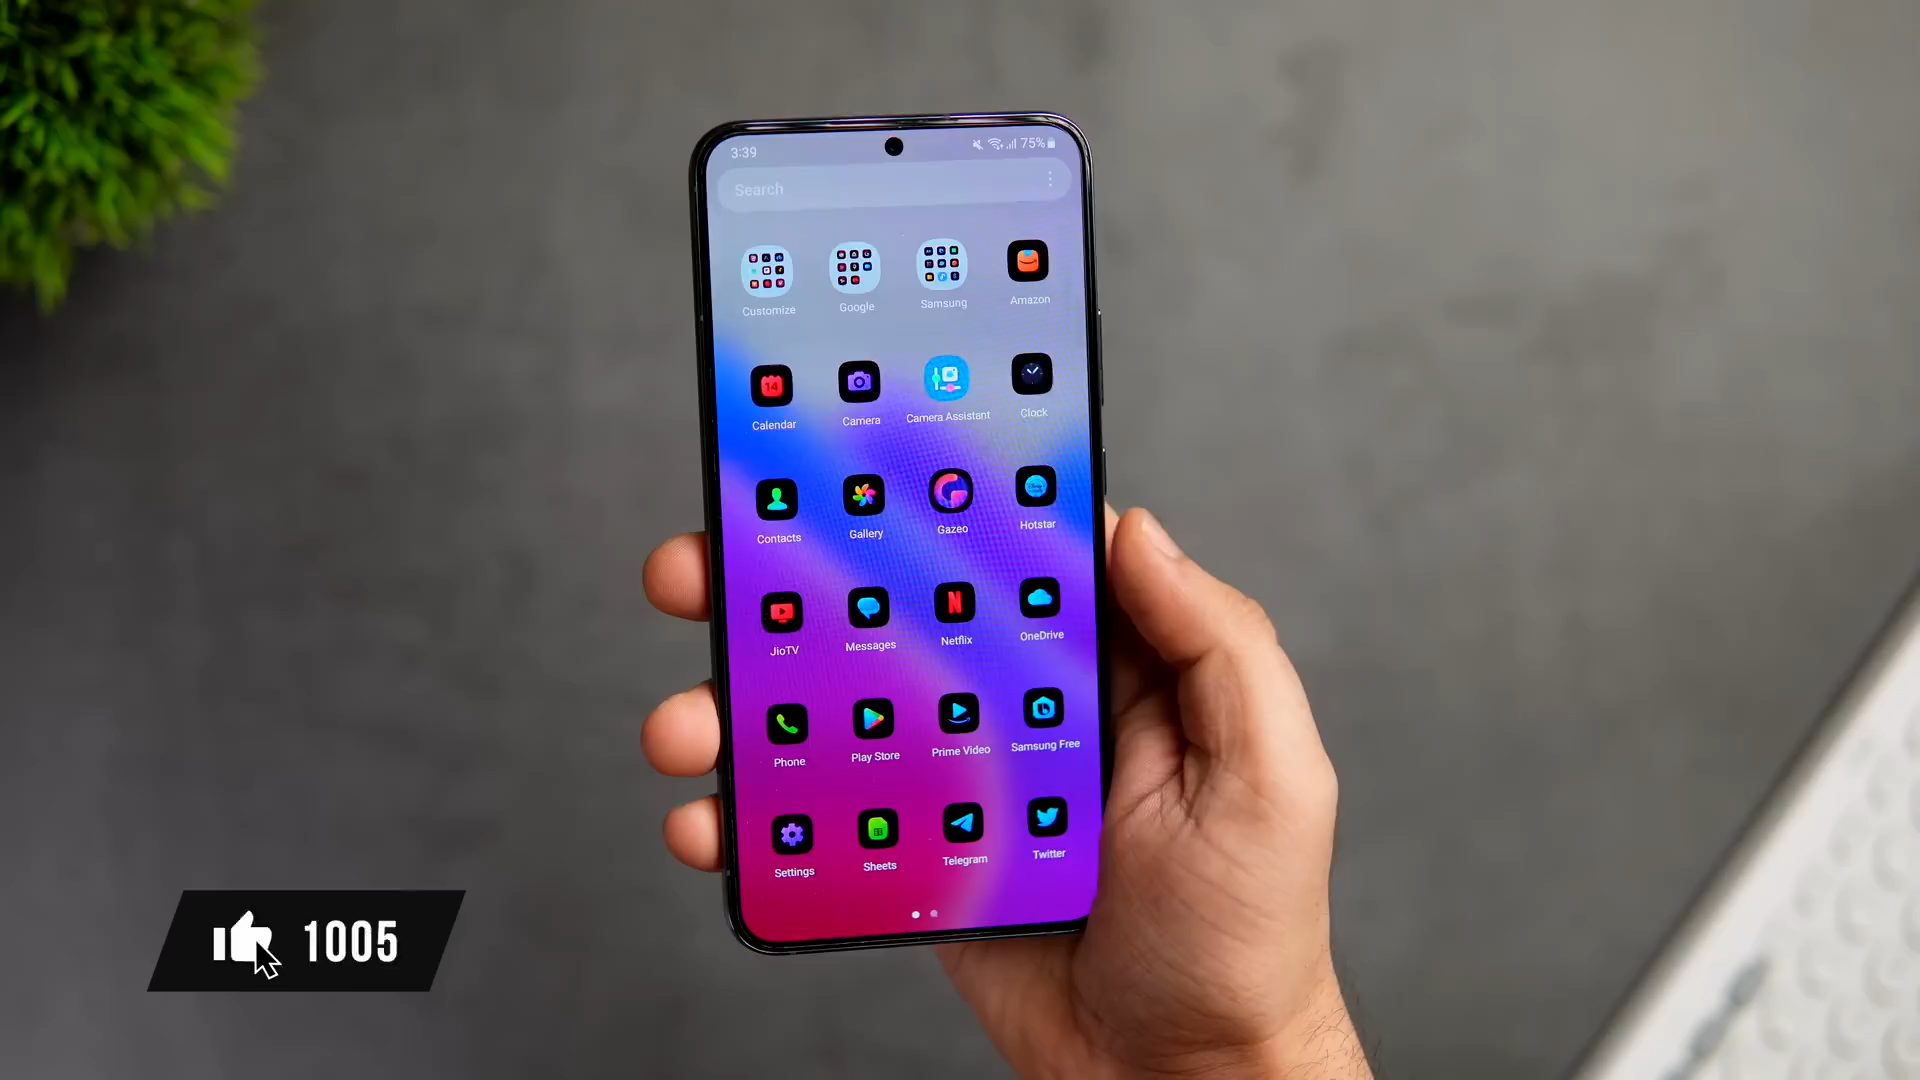 3:39
75%
Search
Customize
Google
Samsung
Amazon
14
Calendar
Camera
Camera Assistant
Clock
Contacts
Gallery
Gazeo
Hotstar
JioTV
Messages
N
Netflix
OneDrive
Phone
Play Store
Prime Video
Samsung Free
Settings
Sheets
Telegram
Twitter
1005